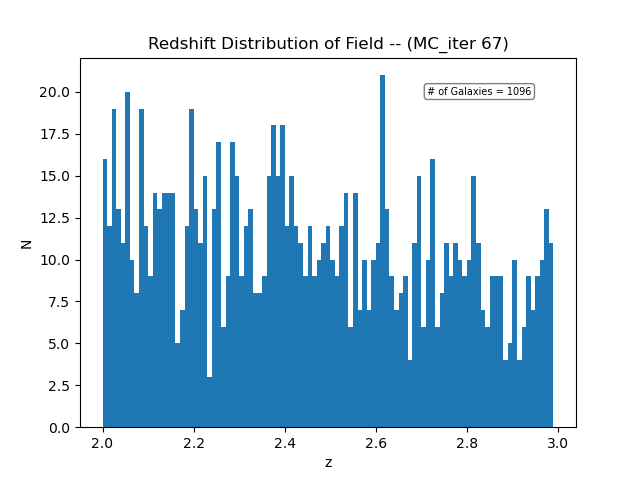 Redshift Distribution of Field -- (MC_iter 67)
# of Galaxies = 1096
20.0
17.5
15.0
12.5
10.0
7.5
5.0
2.5
0.0
N
2.0 2.2 2.4 2.6 2.8 3.0
z